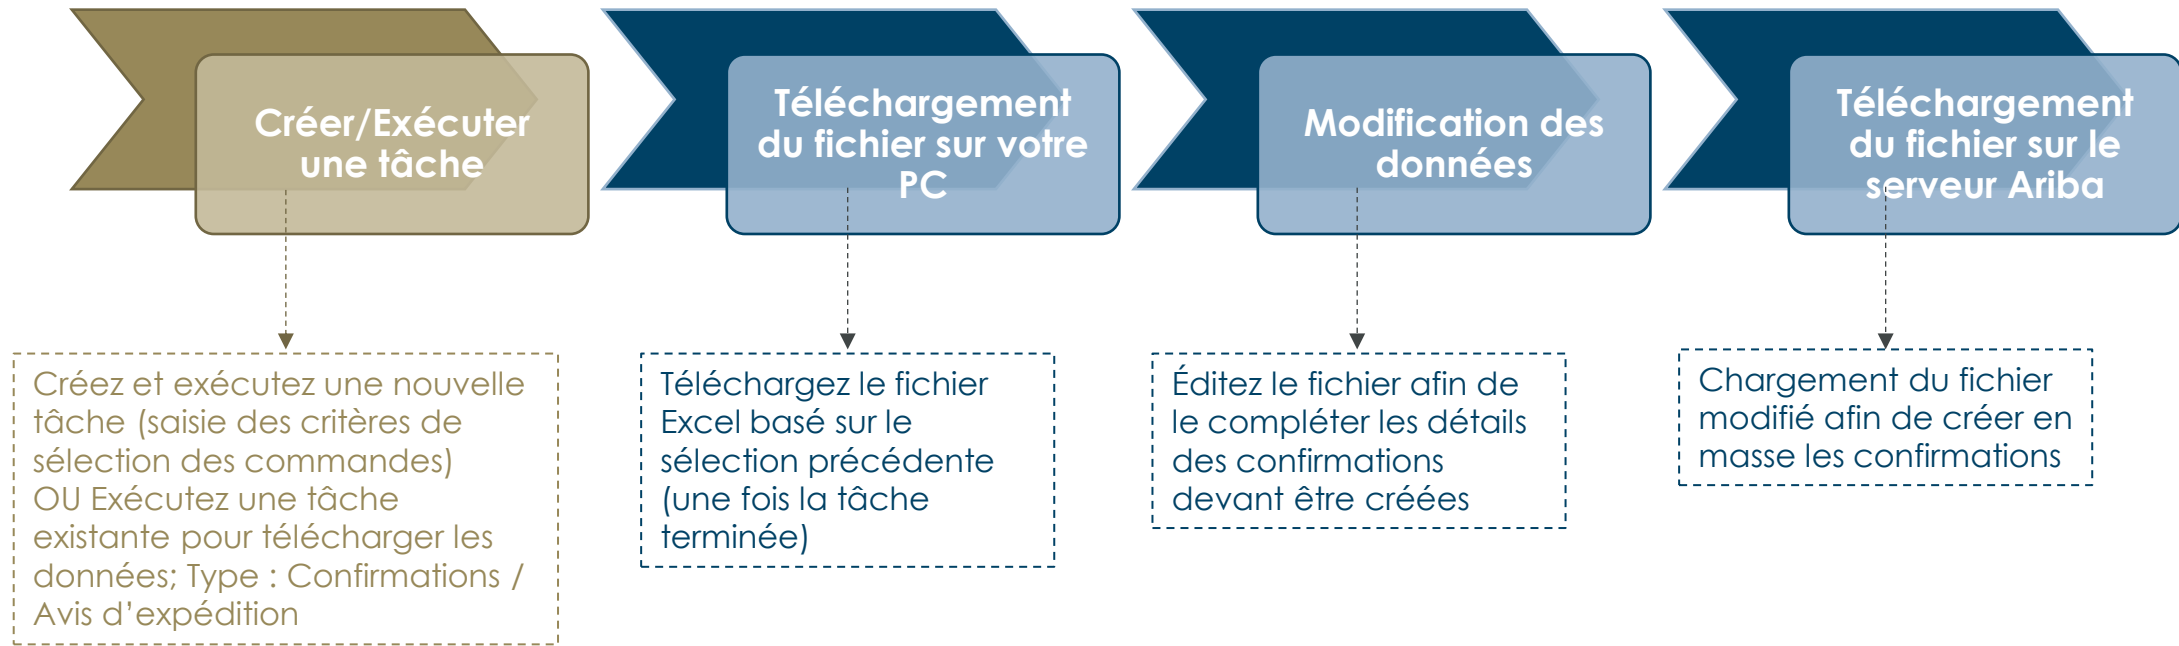 Créer/Exécuter
une tâche
Téléchargement
du fichier sur votre
PC
Modification des
données
Téléchargement
du fichier sur le
serveur Ariba
Créez et exécutez une nouvelle
tâche (saisie des critères de
sélection des commandes)
OU Exécutez une tâche
existante pour télécharger les
données; Type : Confirmations /
Avis d’expédition
Téléchargez le fichier
Excel basé sur le
sélection précédente
(une fois la tâche
terminée)
Éditez le fichier afin de
le compléter les détails
des confirmations
devant être créées
Chargement du fichier
modifié afin de créer en
masse les confirmations